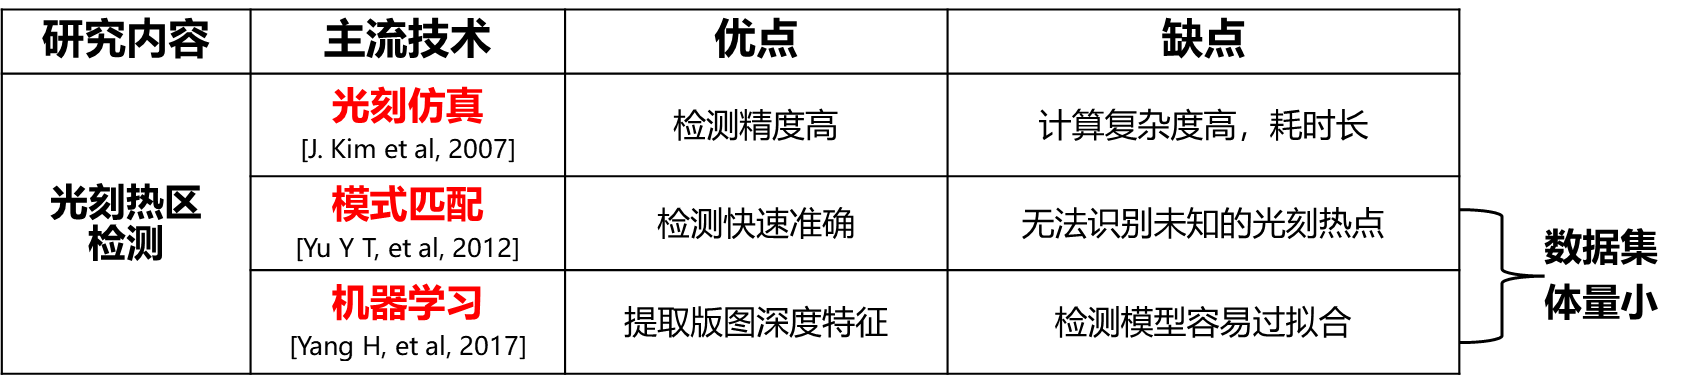 研究内容
主流技术
优点
缺点
光刻热区
检测
光刻仿真
[J. Kim et al, 2007]
检测精度高
计算复杂度高，耗时长
模式匹配
[Yu Y T, et al, 2012]
检测快速准确
无法识别未知的光刻热点
机器学习
[Yang H, et al, 2017]
提取版图深度特征
检测模型容易过拟合
数据集
体量小